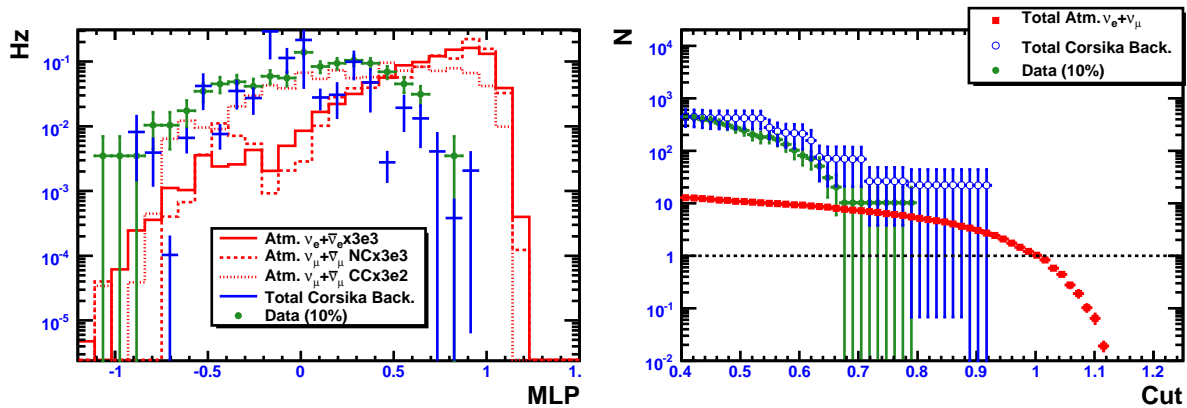 Hz
10⁻¹
10⁻²
10⁻³
10⁻⁴
10⁻⁵
Atm. νₑ+ν̅ₑx3e3
Atm. νμ+ν̅μ NCx3e3
Atm. νμ+ν̅μ CCx3e2
Total Corsika Back.
Data (10%)
-1 -0.5 0 0.5 1 1.
MLP
N
Total Atm. νₑ+νμ
Total Corsika Back.
Data (10%)
10⁴
10³
10²
10
1
10⁻¹
10⁻²
0.4 0.5 0.6 0.7 0.8 0.9 1 1.1 1.2
Cut